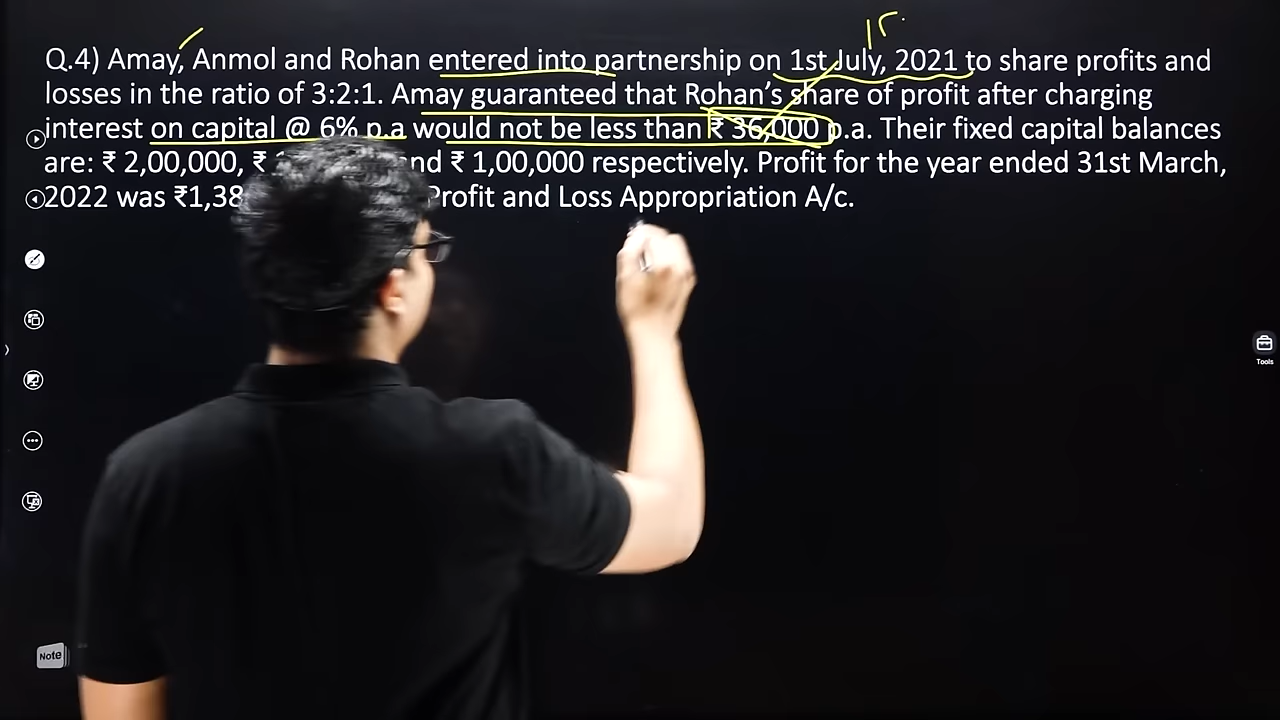 Q.4) Amay, Anmol and Rohan entered into partnership on 1st July, 2021 to share profits and
losses in the ratio of 3:2:1. Amay guaranteed that Rohan's share of profit after charging
interest on capital @ 6% p.a would not be less than ₹ 36,000 p.a. Their fixed capital balances
are: ₹ 2,00,000, ₹ and ₹ 1,00,000 respectively. Profit for the year ended 31st March,
2022 was ₹1,38 Profit and Loss Appropriation A/c.
Tools
Note